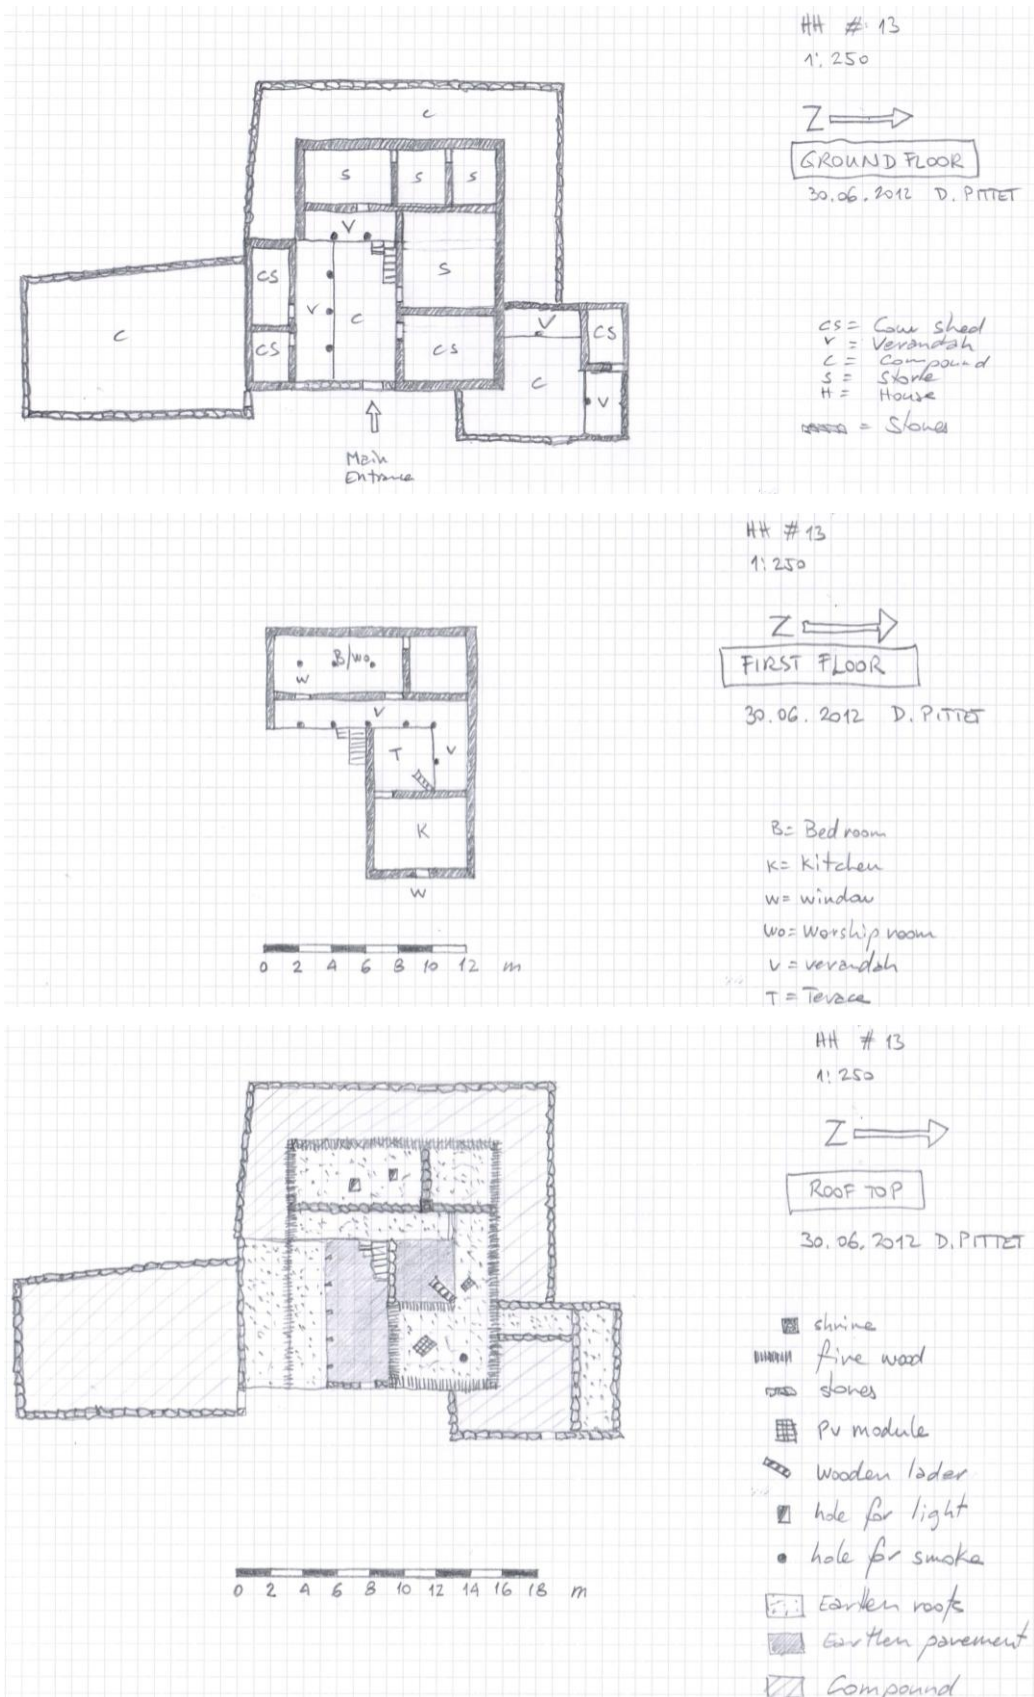 HH # 13
1:250
Z
GROUND FLOOR
30.06.2012 D. PITTET
C
S S S
V
CS
S
V C
C
CS
CS
V
CS
C
V
Main
Entrance
CS = Cow shed
V = Verandah
C = Compound
S = Store
H = House
= Stones
HH # 13
1:250
Z
FIRST FLOOR
30.06.2012 D. PITTET
B/wo
W
V
T V
K
W
B = Bedroom
K = Kitchen
W = window
Wo = Worship room
V = verandah
T = Terace
0 2 4 6 8 10 12 m
HH # 13
1:250
Z
ROOF TOP
30.06.2012 D. PITTET
shrine
fire wood
stones
PV module
wooden lader
hole for light
hole for smoke
Earthen roofs
Earthen pavement
Compound
0 2 4 6 8 10 12 14 16 18 m